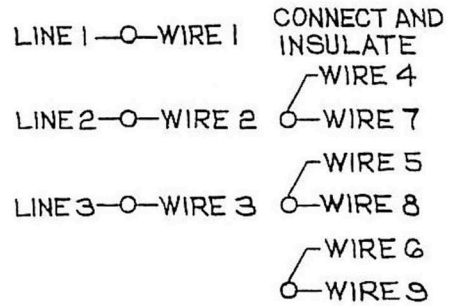 CONNECT AND
INSULATE
LINE 1 WIRE 1
WIRE 4
LINE 2 WIRE 2 WIRE 7
WIRE 5
LINE 3 WIRE 3 WIRE 8
WIRE 6
WIRE 9